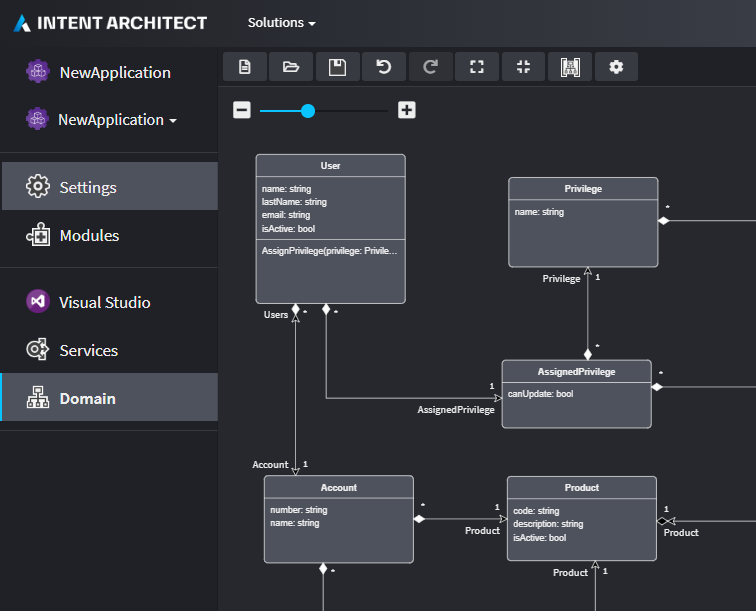 INTENT ARCHITECT
Solutions
NewApplication
NewApplication
Settings
Modules
Visual Studio
Services
Domain
User
name: string
lastName: string
email: string
isActive: bool
AssignPrivilege(privilege: Privile...
Users
*
*
Privilege
name: string
*
Privilege
1
*
AssignedPrivilege
canUpdate: bool
*
1
AssignedPrivilege
Account
1
Account
number: string
name: string
*
*
1
Product
Product
code: string
description: string
isActive: bool
1
Product
Product
1